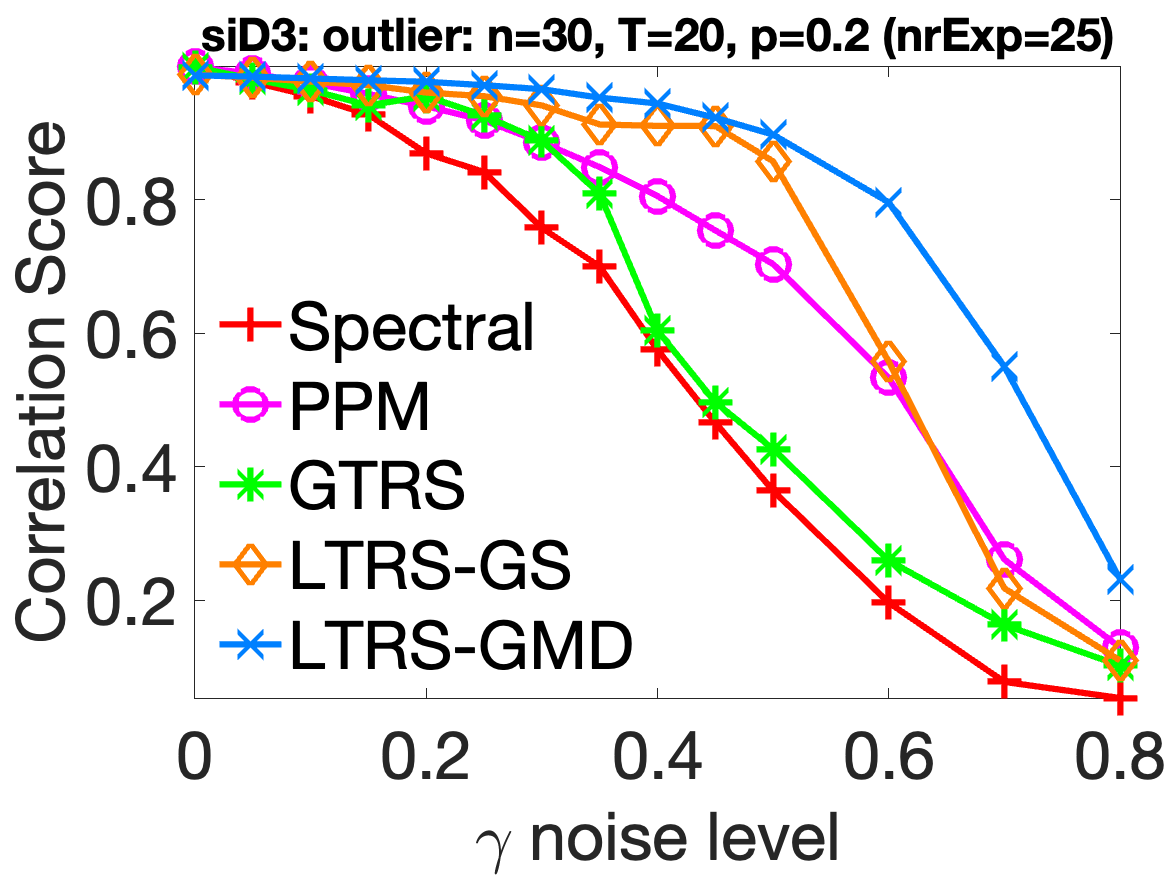 siD3: outlier: n=30, T=20, p=0.2 (nrExp=25)
Correlation Score
0.8
0.6
0.4
0.2
Spectral
PPM
GTRS
LTRS-GS
LTRS-GMD
0 0.2 0.4 0.6 0.8
γ noise level